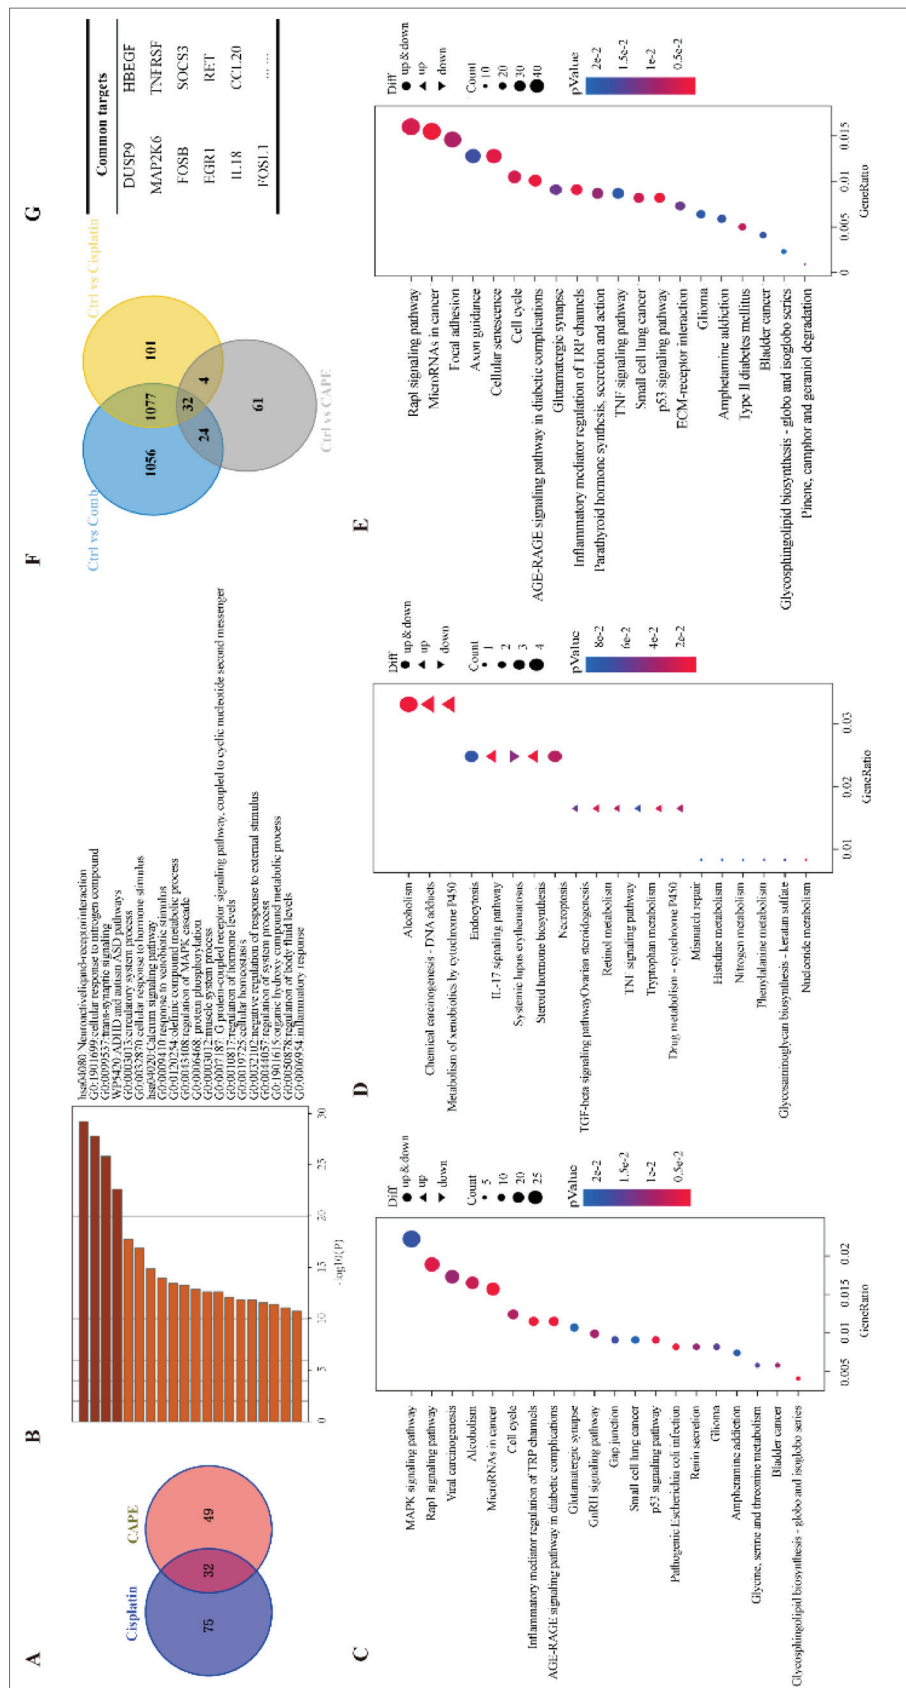 A
Cisplatin
CAPE
75
32
49
B
hsa04080 Neuroactiveligand-receptorinteraction
G0:1901699:cellular response to nitrogen compound
G0:0099537:trans-synaptic signaling
WP5420:ADHD and autism ASD pathways
G0:0003013:circulatory system process
G0:0032870:cellular response to hormone stimulus
hsa04020:Calcium signaling pathway
G0:0009410:response to xenobiotic stimulus
G0:0120254:olefinic compound metabolic process
G0:0043408:regulation of MAPK cascade
G0:0006468: protein phosphorylation
G0:0003012:muscle system process
G0:0007187: G protein-coupled receptor signaling pathway, coupled to cyclic nucleotide second messenger
G0:0010817:regulation of hormone levels
G0:0019725:cellular homeostasis
G0:0032102:negative regulation of response to external stimulus
G0:0044057:regulation of system process
G0:1901615:organic hydroxy compound metabolic process
G0:0050878:regulation of body fluid levels
G0:0006954:inflammatory response
0
5
10
15
20
25
30
-log10(P)
F
Ctrl vs Comb
Ctrl vs Cisplatin
1056
1077
101
32
24
4
61
Ctrl vs CAPE
G
Common targets
DUSP9 HBEGF
MAP2K6 TNFRSF
FOSB SOCS3
EGR1 RET
IL18 CCL20
FOSL1 ... ...
C
MAPK signaling pathway
Rap1 signaling pathway
Viral carcinogenesis
Alcoholism
MicroRNAs in cancer
Cell cycle
Inflammatory mediator regulation of TRP channels
AGE-RAGE signaling pathway in diabetic complications
Glutamatergic synapse
GnRH signaling pathway
Gap junction
Small cell lung cancer
p53 signaling pathway
Pathogenic Escherichia coli infection
Renin secretion
Glioma
Amphetamine addiction
Glycine, serine and threonine metabolism
Bladder cancer
Glycosphingolipid biosynthesis - globo and isoglobo series
0.005
0.01
0.015
0.02
GeneRatio
Diff
up & down
up
down
Count
5
10
20
25
pValue
2e-2
1.5e-2
1e-2
0.5e-2
D
Alcoholism
Chemical carcinogenesis - DNA adducts
Metabolism of xenobiotics by cytochrome P450
Endocytosis
IL-17 signaling pathway
Systemic lupus erythematosus
Steroid hormone biosynthesis
Necroptosis
TGF-beta signaling pathwayOvarian steroidogenesis
Retinol metabolism
TNF signaling pathway
Tryptophan metabolism
Drug metabolism - cytochrome P450
Mismatch repair
Histidine metabolism
Nitrogen metabolism
Phenylalanine metabolism
Glycosaminoglycan biosynthesis - keratan sulfate
Nucleotide metabolism
0.01
0.02
0.03
GeneRatio
Diff
up & down
up
down
Count
1
2
3
4
pValue
8e-2
6e-2
4e-2
2e-2
E
Rap1 signaling pathway
MicroRNAs in cancer
Focal adhesion
Axon guidance
Cellular senescence
Cell cycle
AGE-RAGE signaling pathway in diabetic complications
Glutamatergic synapse
Inflammatory mediator regulation of TRP channels
Parathyroid hormone synthesis, secretion and action
TNF signaling pathway
Small cell lung cancer
p53 signaling pathway
ECM-receptor interaction
Glioma
Amphetamine addiction
Type II diabetes mellitus
Bladder cancer
Glycosphingolipid biosynthesis - globo and isoglobo series
Pinene, camphor and geraniol degradation
0
0.005
0.01
0.015
GeneRatio
Diff
up & down
up
down
Count
10
20
30
40
pValue
2e-2
1.5e-2
1e-2
0.5e-2